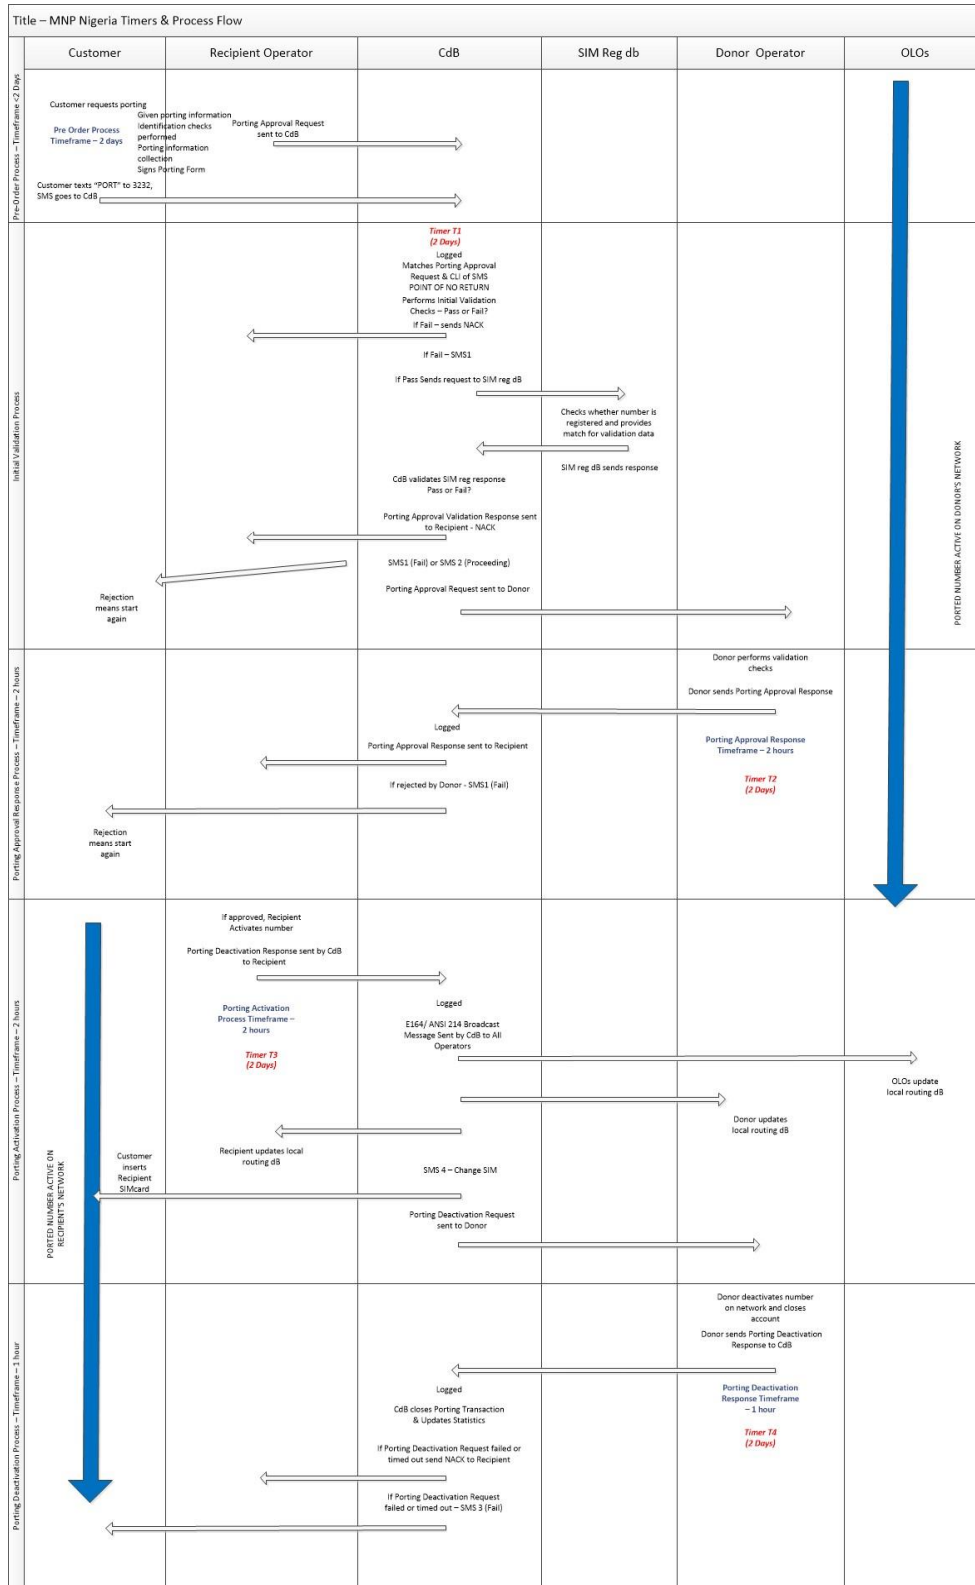 Title – MNP Nigeria Timers & Process Flow
Customer
Recipient Operator
CdB
SIM Reg db
Donor Operator
OLOs
Pre-Order Process – Timeframe <2 Days
Customer requests porting
Pre Order Process
Timeframe – 2 days
Given porting information
Identification checks
performed
Porting information
collection
Signs Porting Form
Porting Approval Request
sent to CdB
Customer texts "PORT" to 3232,
SMS goes to CdB
Initial Validation Process
Timer T1
(2 Days)
Logged
Matches Porting Approval
Request & CLI of SMS
POINT OF NO RETURN
Performs Initial Validation
Checks – Pass or Fail?
If Fail – sends NACK
If Fail – SMS1
If Pass Sends request to SIM reg dB
Checks whether number is
registered and provides
match for validation data
SIM reg dB sends response
CdB validates SIM reg response
Pass or Fail?
Porting Approval Validation Response sent
to Recipient - NACK
SMS1 (Fail) or SMS 2 (Proceeding)
Rejection
means start
again
Porting Approval Request sent to Donor
PORTED NUMBER ACTIVE ON DONOR'S NETWORK
Porting Approval Response Process – Timeframe – 2 hours
Donor performs validation
checks
Donor sends Porting Approval Response
Logged
Porting Approval Response sent to Recipient
Porting Approval Response
Timeframe – 2 hours
Timer T2
(2 Days)
If rejected by Donor - SMS1 (Fail)
Rejection
means start
again
Porting Activation Process – Timeframe – 2 hours
If approved, Recipient
Activates number
Porting Deactivation Response sent by CdB
to Recipient
Porting Activation
Process Timeframe –
2 hours
Timer T3
(2 Days)
Logged
E164/ ANSI 214 Broadcast
Message Sent by CdB to All
Operators
OLOs update
local routing dB
Donor updates
local routing dB
Recipient updates local
routing dB
Customer
inserts
Recipient
SIMcard
PORTED NUMBER ACTIVE ON
RECIPIENT'S NETWORK
SMS 4 – Change SIM
Porting Deactivation Request
sent to Donor
Porting Deactivation Process – Timeframe – 1 hour
Donor deactivates number
on network and closes
account
Donor sends Porting Deactivation
Response to CdB
Logged
CdB closes Porting Transaction
& Updates Statistics
Porting Deactivation
Response Timeframe
– 1 hour
Timer T4
(2 Days)
If Porting Deactivation Request failed or
timed out send NACK to Recipient
If Porting Deactivation Request
failed or timed out – SMS 3 (Fail)